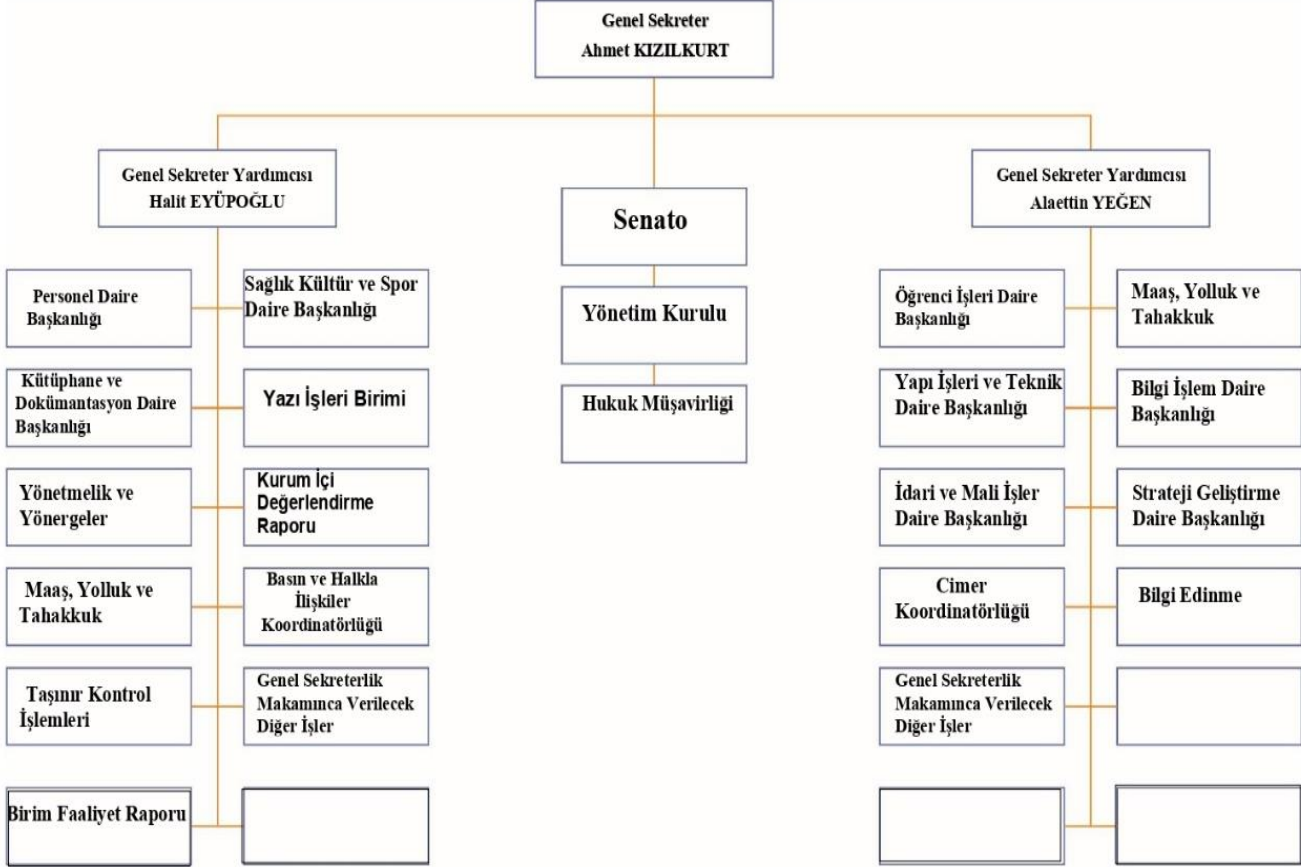 Genel Sekreter
Ahmet KIZILKURT
Genel Sekreter Yardımcısı
Halit EYÜPOĞLU
Personel Daire
Başkanlığı
Sağlık Kültür ve Spor
Daire Başkanlığı
Kütüphane ve
Dokümantasyon Daire
Başkanlığı
Yazı İşleri Birimi
Yönetmelik ve
Yönergeler
Kurum İçi
Değerlendirme
Raporu
Maaş, Yolluk ve
Tahakkuk
Basın ve Halkla
İlişkiler
Koordinatörlüğü
Taşınır Kontrol
İşlemleri
Genel Sekreterlik
Makamınca Verilecek
Diğer İşler
Birim Faaliyet Raporu
Senato
Yönetim Kurulu
Hukuk Müşavirliği
Genel Sekreter Yardımcısı
Alaettin YEĞEN
Öğrenci İşleri Daire
Başkanlığı
Maaş, Yolluk ve
Tahakkuk
Yapı İşleri ve Teknik
Daire Başkanlığı
Bilgi İşlem Daire
Başkanlığı
İdari ve Mali İşler
Daire Başkanlığı
Strateji Geliştirme
Daire Başkanlığı
Cimer
Koordinatörlüğü
Bilgi Edinme
Genel Sekreterlik
Makamınca Verilecek
Diğer İşler